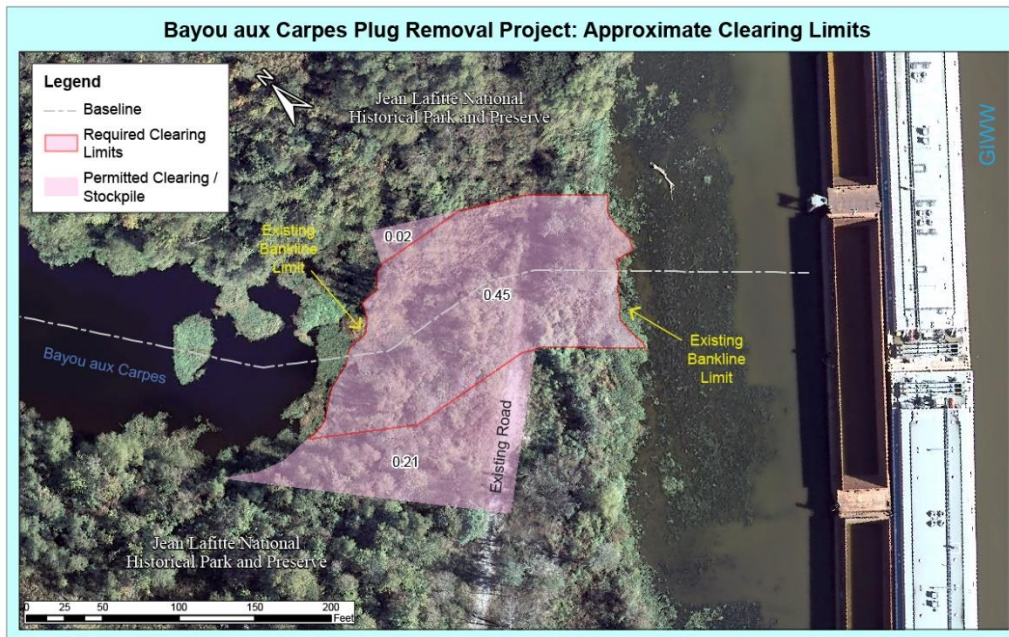 Bayou aux Carpes Plug Removal Project: Approximate Clearing Limits
Legend
Baseline
Required Clearing
Limits
Permitted Clearing /
Stockpile
N
Jean Lafitte National
Historical Park and Preserve
GIWW
0.02
Existing
Bankline
Limit
0.45
Existing
Bankline
Limit
Bayou aux Carpes
0.21
Existing Road
Jean Lafitte National
Historical Park and Preserve
0 25 50 100 150 200
Feet